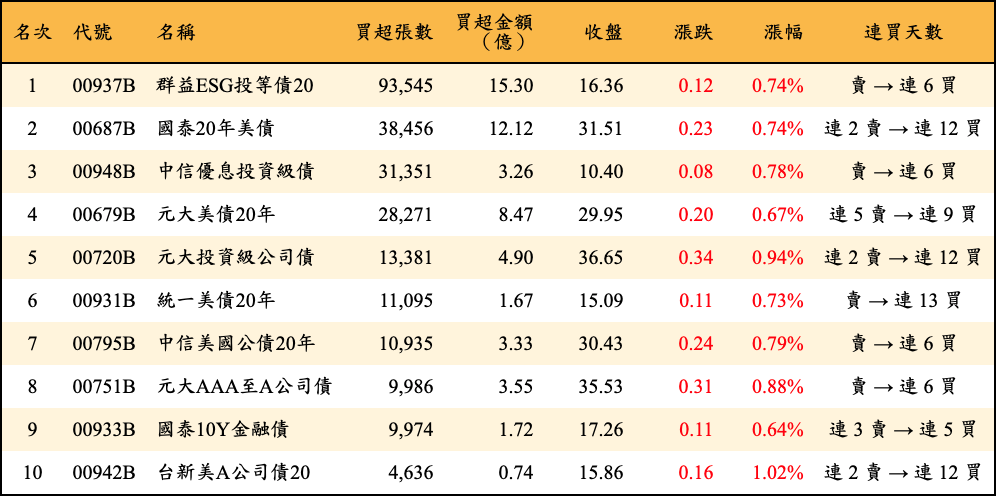 名次 代號 名稱 買超張數 買超金額（億） 收盤 漲跌 漲幅 連買天數
1 00937B 群益ESG投等債20 93,545 15.30 16.36 0.12 0.74% 賣 → 連 6 買
2 00687B 國泰20年美債 38,456 12.12 31.51 0.23 0.74% 連 2 賣 → 連 12 買
3 00948B 中信優息投資級債 31,351 3.26 10.40 0.08 0.78% 賣 → 連 6 買
4 00679B 元大美債20年 28,271 8.47 29.95 0.20 0.67% 連 5 賣 → 連 9 買
5 00720B 元大投資級公司債 13,381 4.90 36.65 0.34 0.94% 連 2 賣 → 連 12 買
6 00931B 統一美債20年 11,095 1.67 15.09 0.11 0.73% 賣 → 連 13 買
7 00795B 中信美國公債20年 10,935 3.33 30.43 0.24 0.79% 賣 → 連 6 買
8 00751B 元大AAA至A公司債 9,986 3.55 35.53 0.31 0.88% 賣 → 連 6 買
9 00933B 國泰10Y金融債 9,974 1.72 17.26 0.11 0.64% 連 3 賣 → 連 5 買
10 00942B 台新美A公司債20 4,636 0.74 15.86 0.16 1.02% 連 2 賣 → 連 12 買